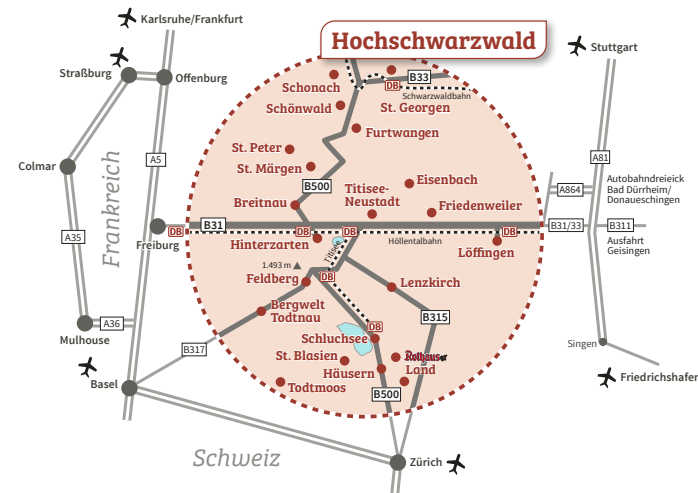 Karlsruhe/Frankfurt
Hochschwarzwald
Stuttgart
Straßburg
Offenburg
Schonach
DB
B33
Schwarzwaldbahn
Schönwald
St. Georgen
Furtwangen
A5
A81
Colmar
Frankreich
St. Peter
St. Märgen
B500
Eisenbach
Titisee-
Neustadt
A864
Autobahndreieick
Bad Dürrheim/
Donaueschingen
Breitnau
Friedenweiler
B31
B31/33
B311
DB
DB
DB
DB
Freiburg
A35
Hinterzarten
Titisee
Höllentalbahn
Löffingen
Ausfahrt
Geisingen
1.493 m
Feldberg
DB
Lenzkirch
Bergwelt
Todtnau
A36
Mulhouse
B315
DB
Schluchsee
B317
St. Blasien
Land
Häusern
Todtmoos
B500
Singen
Basel
Friedrichshafen
Schweiz
Zürich